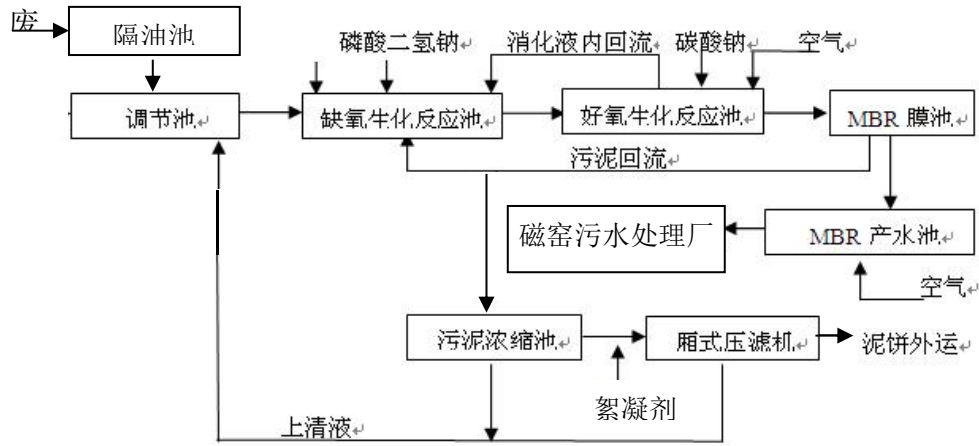 废
隔油池
磷酸二氢钠
消化液内回流
碳酸钠
空气
调节池
缺氧生化反应池
好氧生化反应池
MBR 膜池
污泥回流
磁窑污水处理厂
MBR 产水池
空气
污泥浓缩池
厢式压滤机
泥饼外运
絮凝剂
上清液